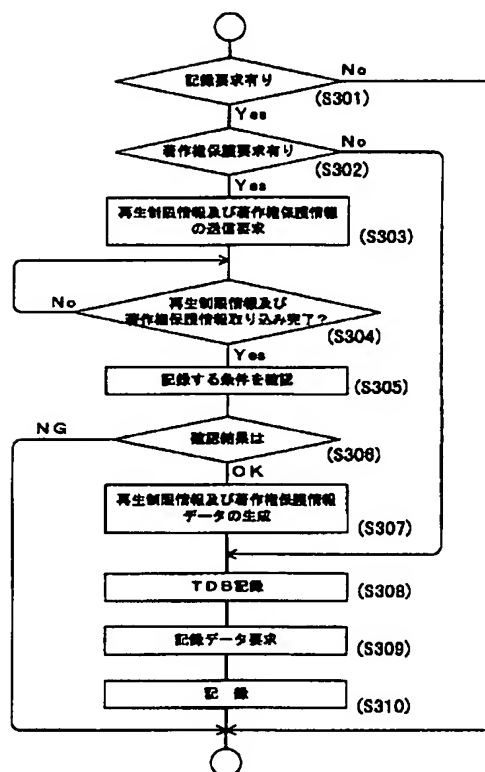 記録要求有り
No
(S301)
Yes
著作権保護要求有り
No
(S302)
Yes
再生制限情報及び著作権保護情報
の送信要求
(S303)
再生制限情報及び
著作権保護情報取り込み完了?
No
(S304)
Yes
記録する条件を確認
(S305)
NG
確認結果は
(S306)
OK
再生制限情報及び著作権保護情報
データの生成
(S307)
TDB記録
(S308)
記録データ要求
(S309)
記 録
(S310)